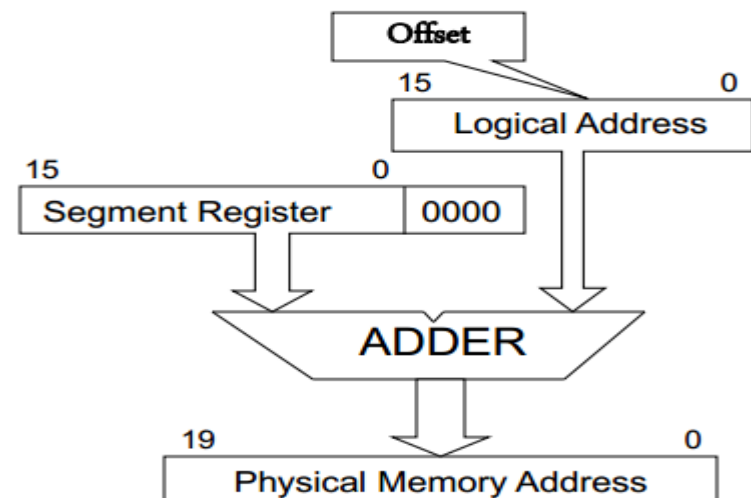 Offset
15 0
Logical Address
15 0
Segment Register 0000
ADDER
19 0
Physical Memory Address